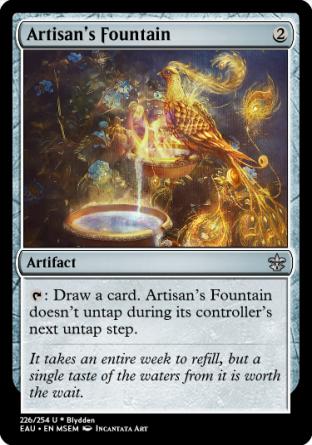 Artisan's Fountain 2
Artifact
: Draw a card. Artisan's Fountain
doesn't untap during its controller's
next untap step.
It takes an entire week to refill, but a
single taste of the waters from it is worth
the wait.
226/254 U * Blydden
EAU • EN MSEM Incantata Art